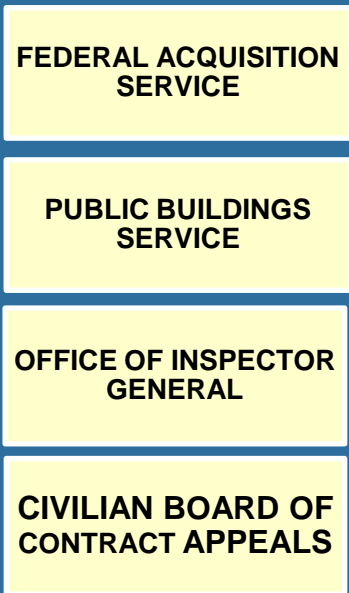 FEDERAL ACQUISITION
SERVICE
PUBLIC BUILDINGS
SERVICE
OFFICE OF INSPECTOR
GENERAL
CIVILIAN BOARD OF
CONTRACT APPEALS